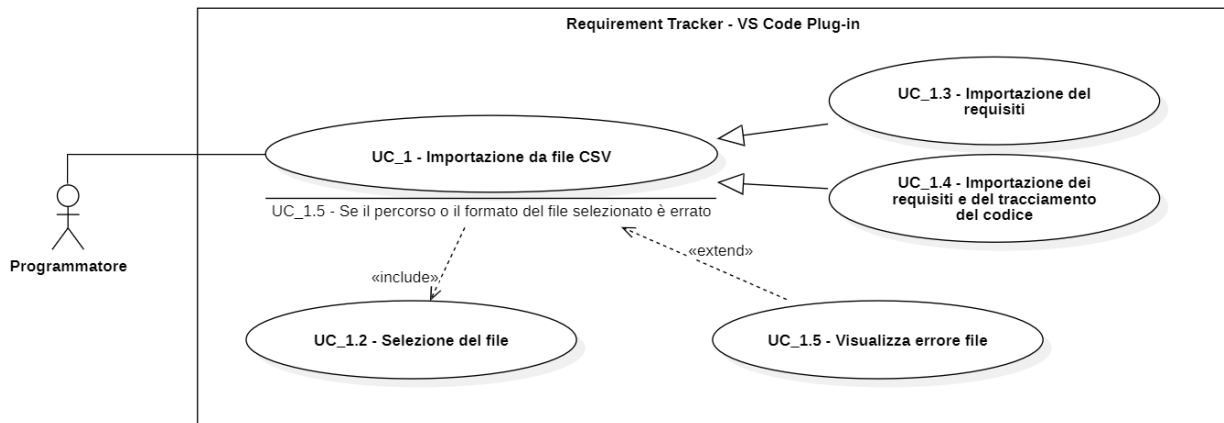 Requirement Tracker - VS Code Plug-in
UC_1.3 - Importazione del
requisiti
UC_1 - Importazione da file CSV
UC_1.4 - Importazione dei
requisiti e del tracciamento
del codice
UC_1.5 - Se il percorso o il formato del file selezionato è errato
Programmatore
«include»
«extend»
UC_1.2 - Selezione del file
UC_1.5 - Visualizza errore file